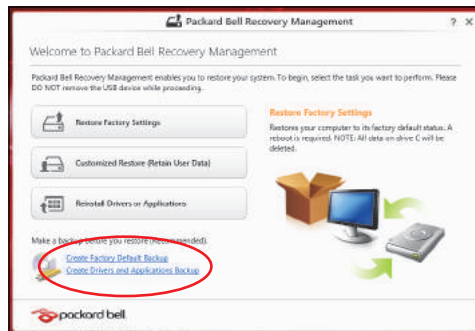 Packard Bell Recovery Management
? X
Welcome to Packard Bell Recovery Management
Packard Bell Recovery Management enables you to restore your system. To begin, select the task you want to perform. Please
DO NOT remove the USB device while proceeding.
Restore Factory Settings
Customized Restore (Retain User Data)
Reinstall Drivers or Applications
Restore Factory Settings
Restores your computer to its factory default status. A
reboot is required. NOTE: All data on drive C will be
deleted.
Make a backup before you restore (Recommended).
Create Factory Default Backup
Create Drivers and Applications Backup
packard bell